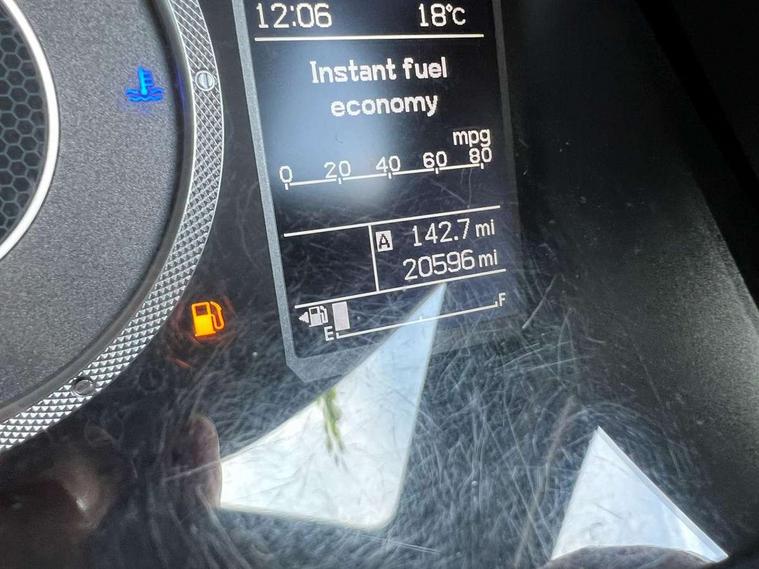 12:06 18°C
Instant fuel
economy
mpg
0 20 40 60 80
A 142.7 mi
20596 mi
E F